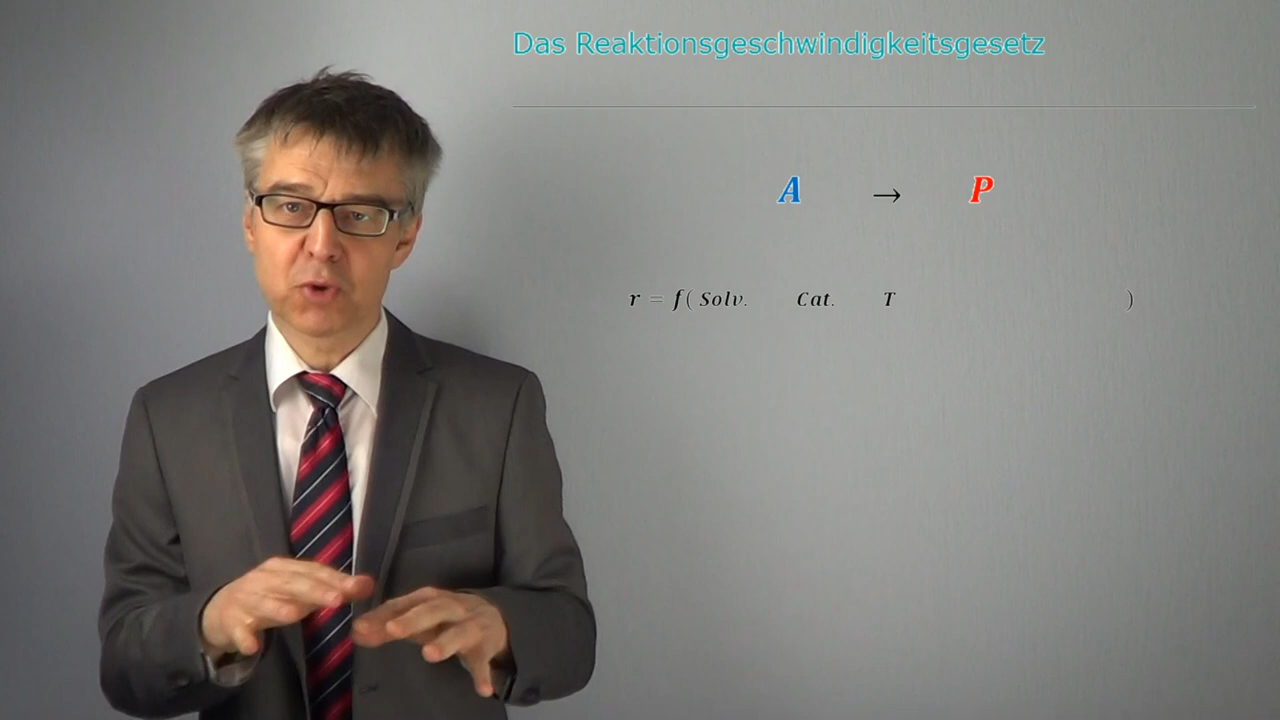 Das Reaktionsgeschwindigkeitsgesetz
A → P
r = f( Solv. Cat. T )